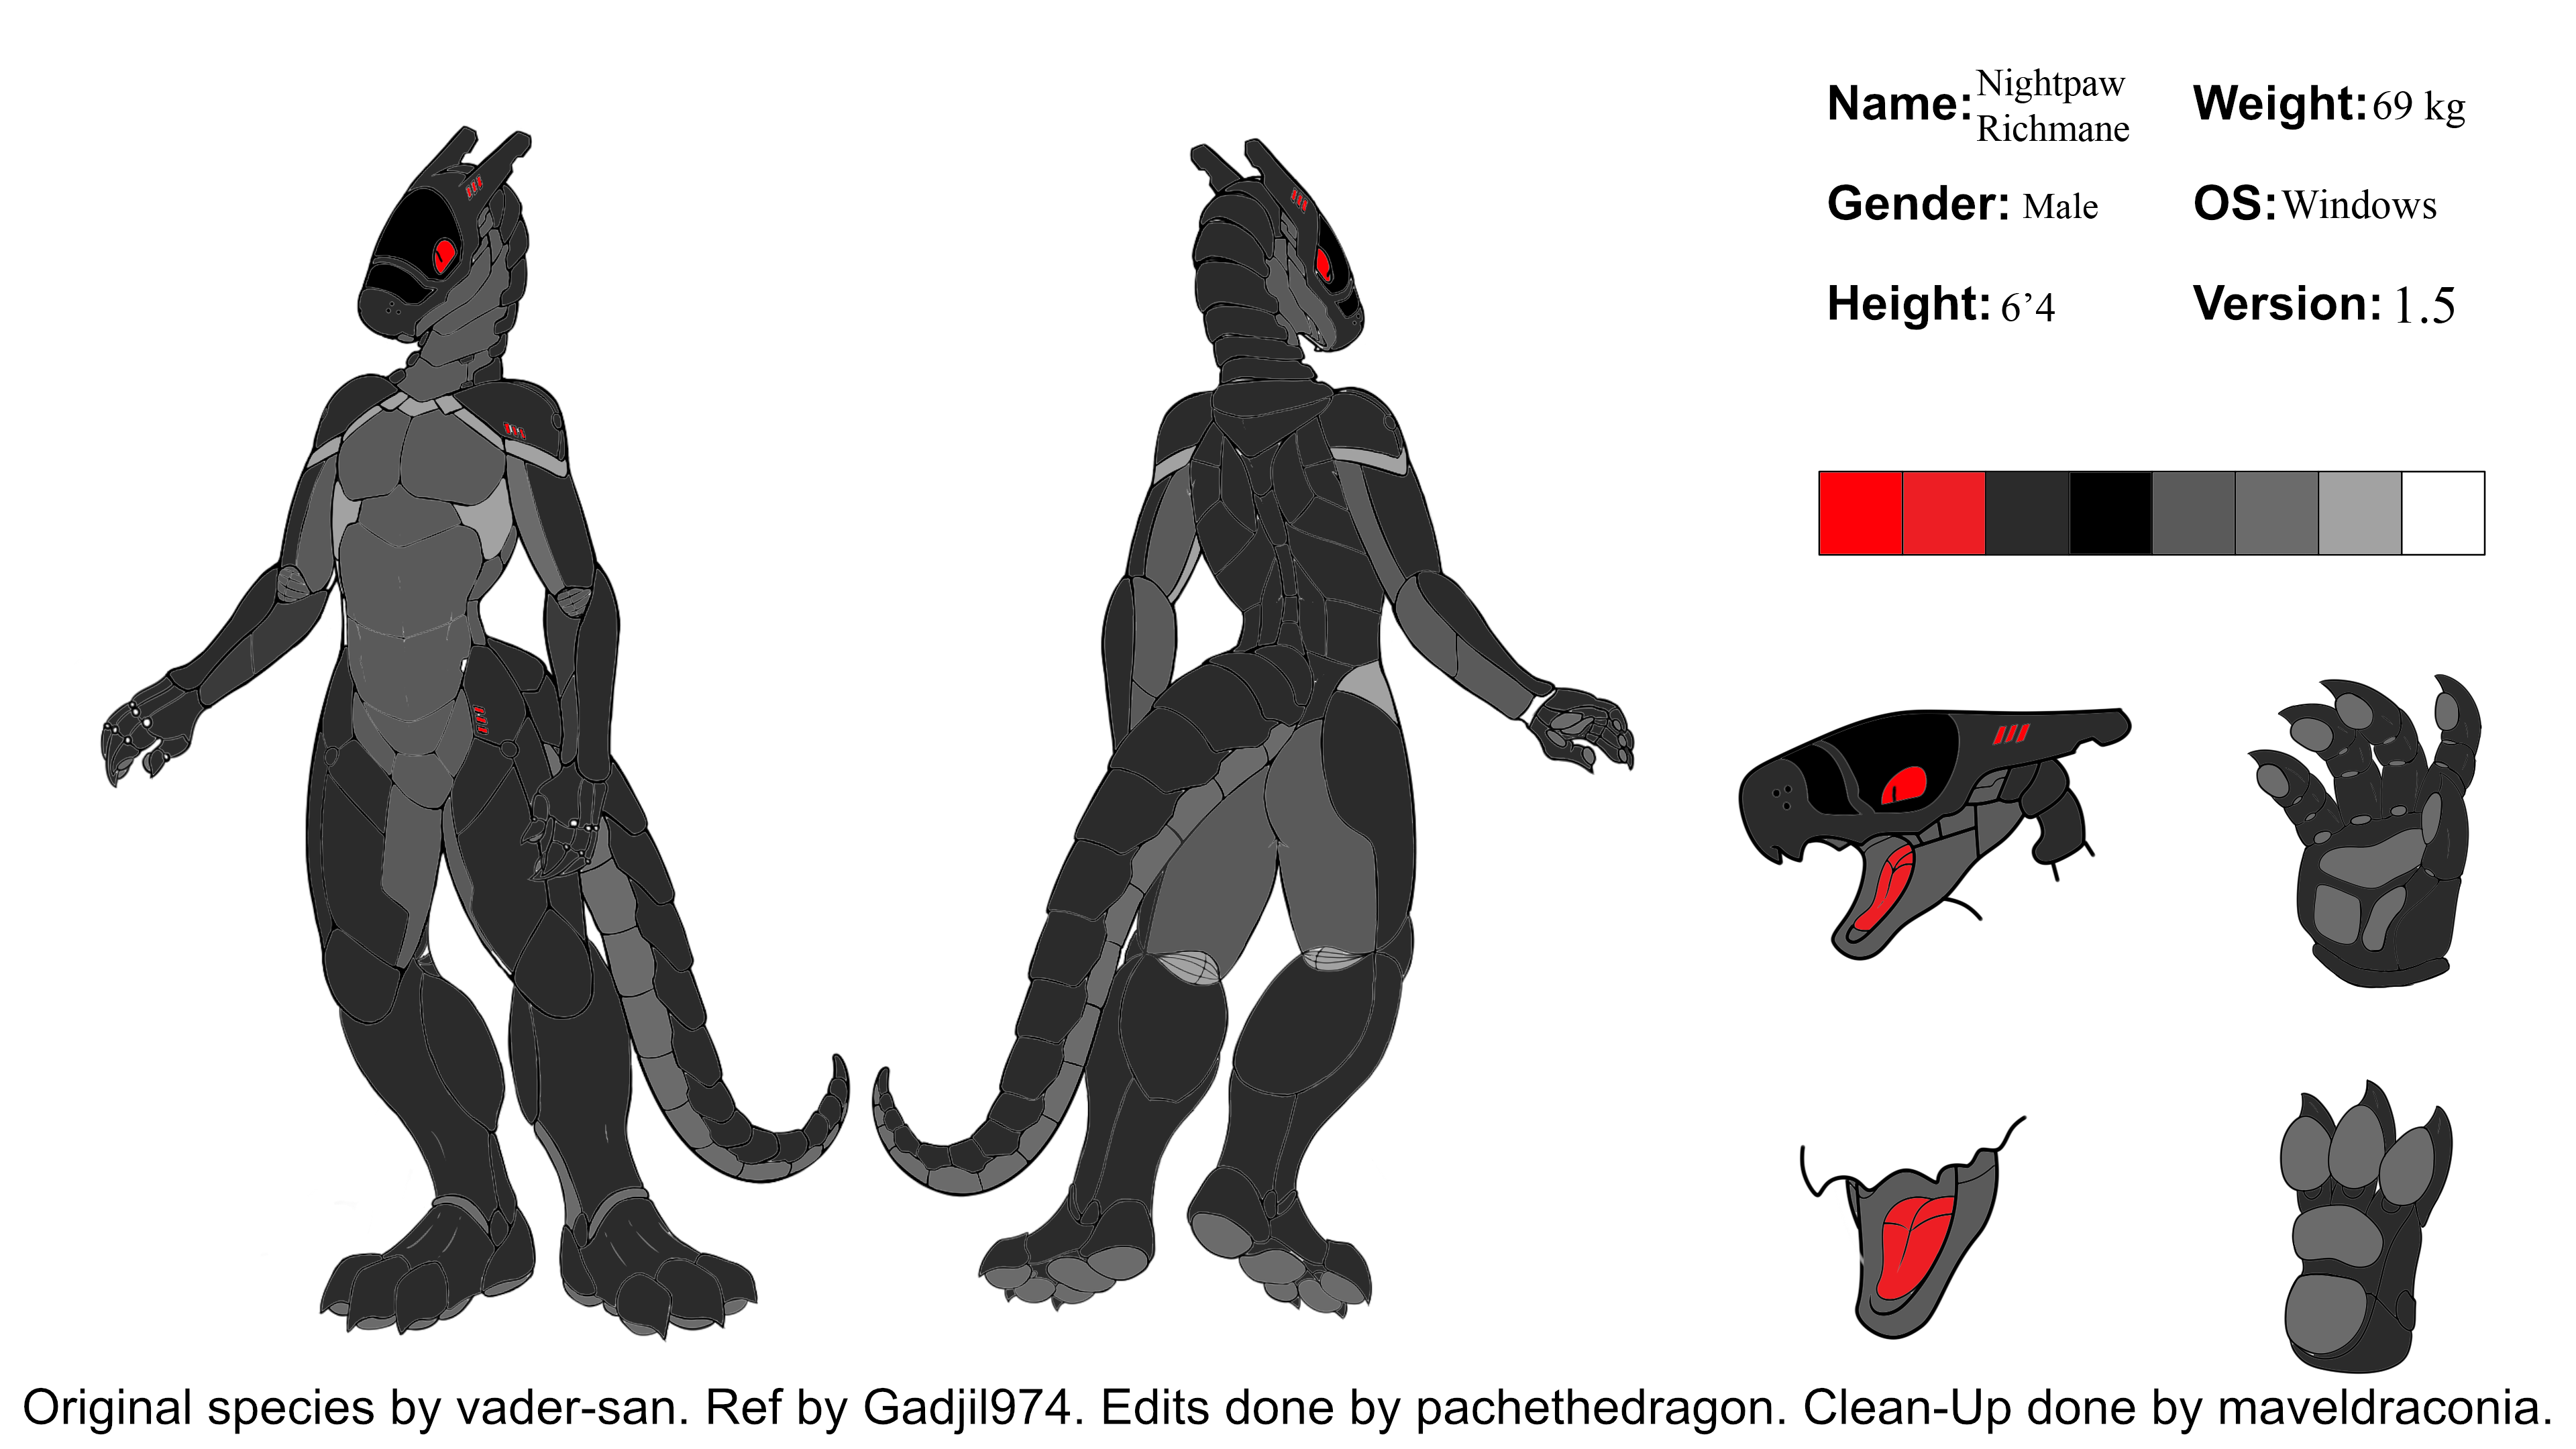 Name: Nightpaw
Richmane
Weight: 69 kg
Gender: Male
OS: Windows
Height: 6’4
Version: 1.5
Original species by vader-san. Ref by Gadjil974. Edits done by pachethedragon. Clean-Up done by maveldraconia.